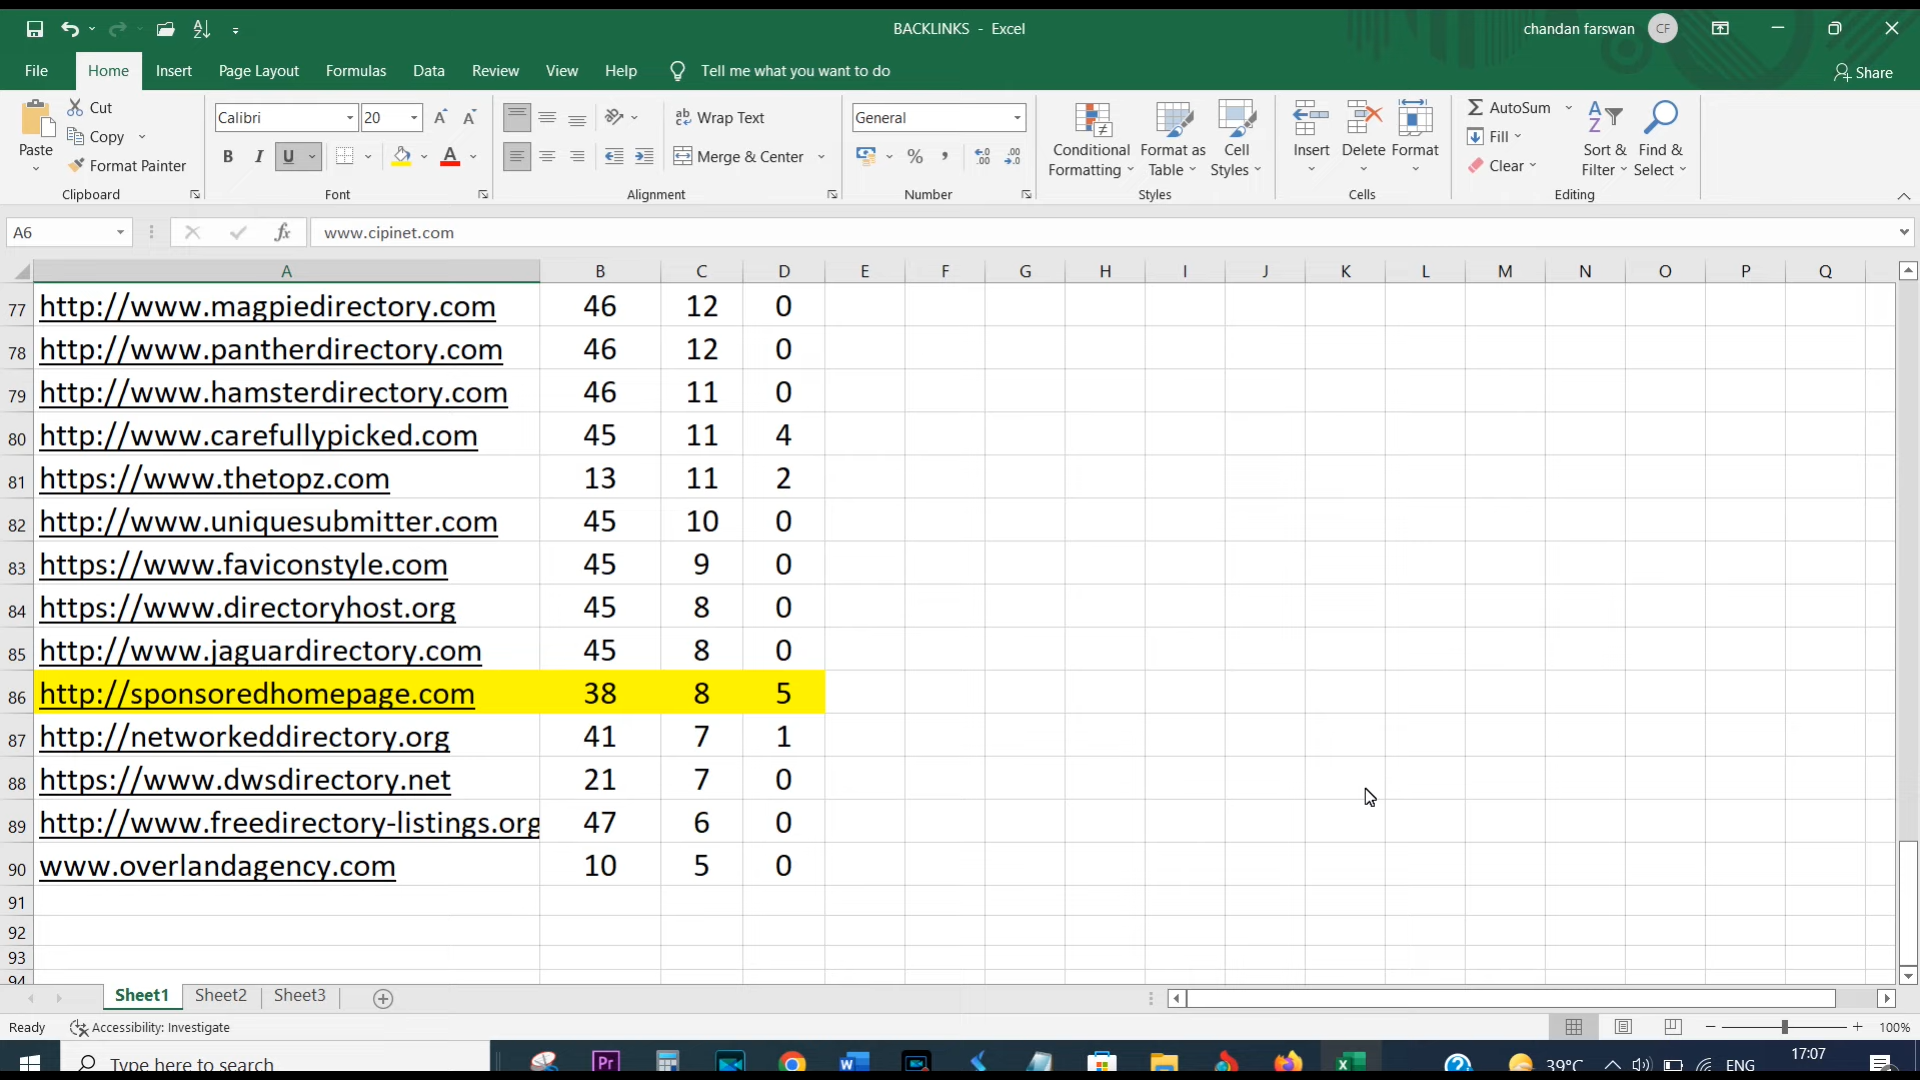 BACKLINKS - Excel
chandan farswan CF
File Home Insert Page Layout Formulas Data Review View Help Tell me what you want to do Share
Paste Cut Copy Format Painter Clipboard
Calibri 20 A A B I U A Font
ab Wrap Text Merge & Center Alignment
General % , .00 Number
Conditional Formatting Format as Table Cell Styles Styles
Insert Delete Format Cells
AutoSum Fill Clear Sort & Filter Find & Select Editing
A6 fx www.cipinet.com
A B C D E F G H I J K L M N O P Q
77 http://www.magpiedirectory.com 46 12 0
78 http://www.pantherdirectory.com 46 12 0
79 http://www.hamsterdirectory.com 46 11 0
80 http://www.carefullypicked.com 45 11 4
81 https://www.thetopz.com 13 11 2
82 http://www.uniquesubmitter.com 45 10 0
83 https://www.faviconstyle.com 45 9 0
84 https://www.directoryhost.org 45 8 0
85 http://www.jaguardirectory.com 45 8 0
86 http://sponsoredhomepage.com 38 8 5
87 http://networkeddirectory.org 41 7 1
88 https://www.dwsdirectory.net 21 7 0
89 http://www.freedirectory-listings.org 47 6 0
90 www.overlandagency.com 10 5 0
91
92
93
94
Sheet1 Sheet2 Sheet3
Ready Accessibility: Investigate 100%
Type here to search Pr 39°C ENG 17:07